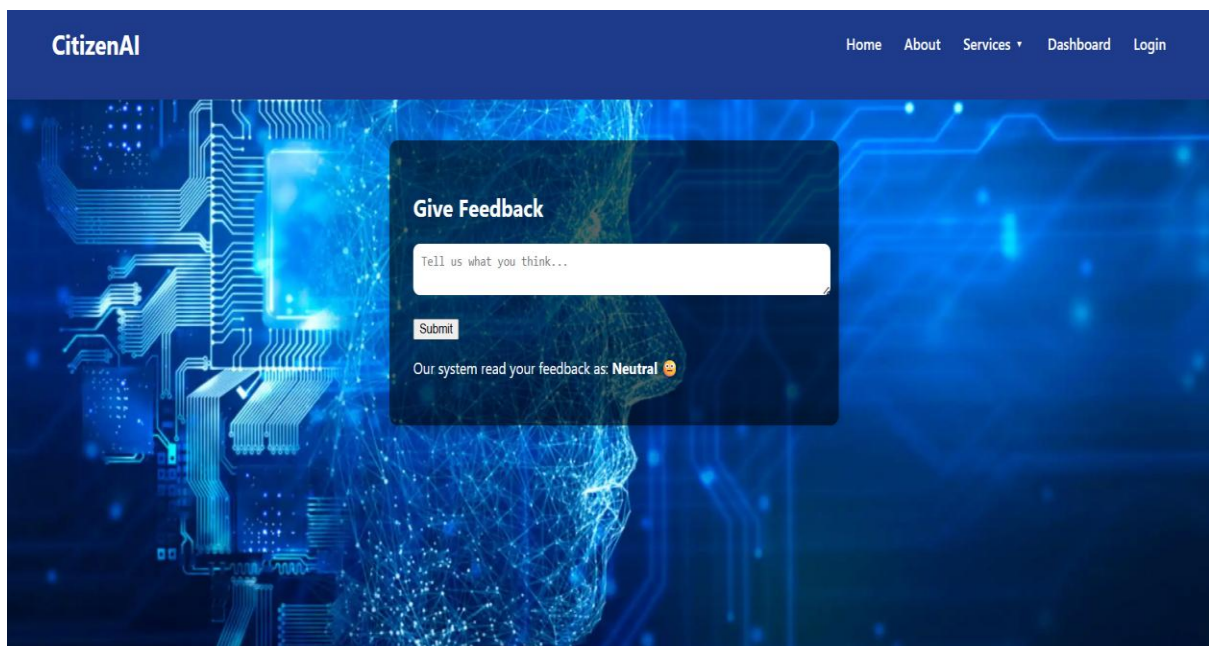 CitizenAI
Home About Services ▼ Dashboard Login
Give Feedback
Tell us what you think...
Submit
Our system read your feedback as: Neutral 😐